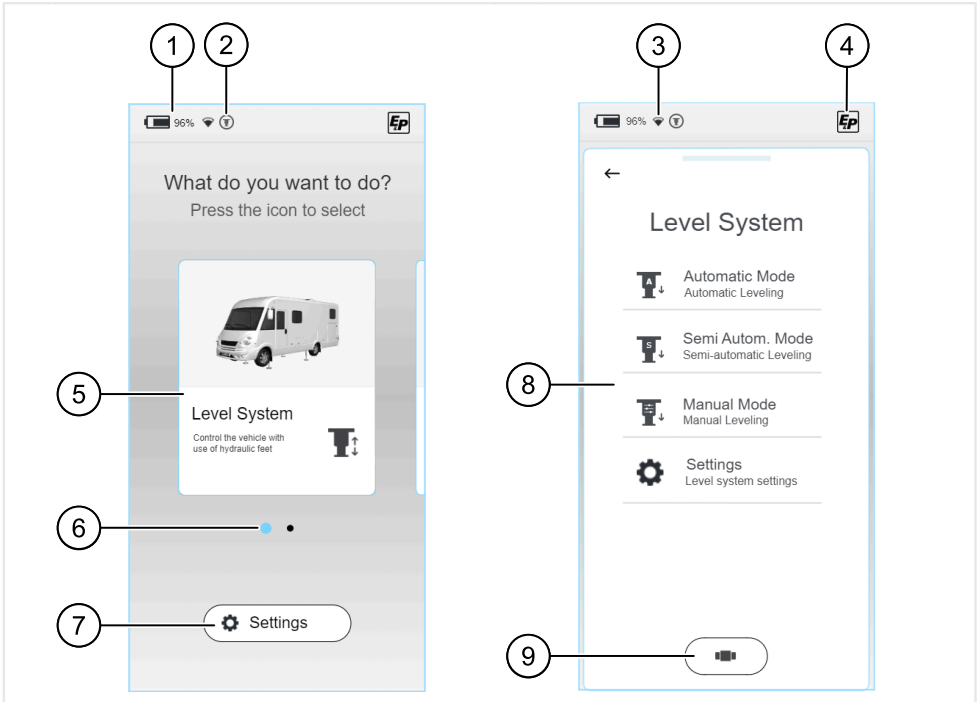 1
2
3
4
96%
EP
What do you want to do?
Press the icon to select
5
Level System
Control the vehicle with
use of hydraulic feet
6
7
Settings
96%
EP
Level System
A
Automatic Mode
Automatic Leveling
S
Semi Autom. Mode
Semi-automatic Leveling
8
Manual Mode
Manual Leveling
Settings
Level system settings
9